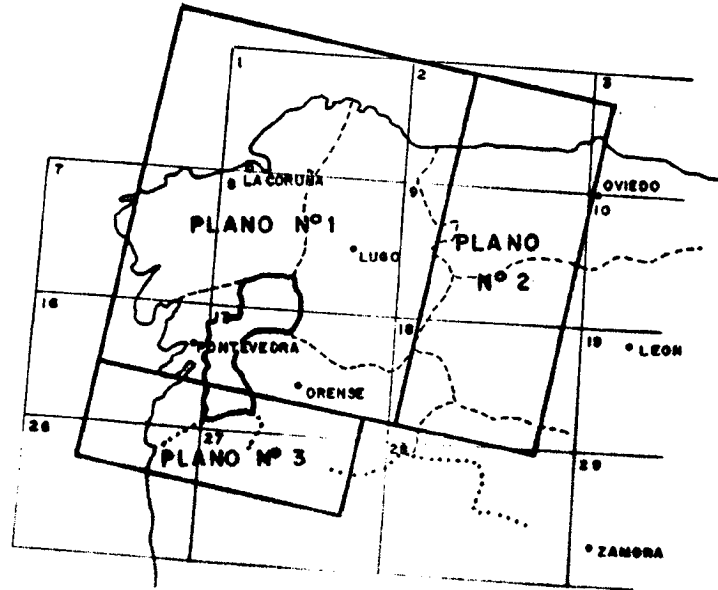 1
2
3
7
8
LA CORUÑA
9
OVIEDO
10
PLANO Nº 1
LUGO
PLANO
Nº 2
16
17
18
19
PONTEVEDRA
LEON
ORENSE
26
27
28
29
PLANO Nº 3
ZAMORA